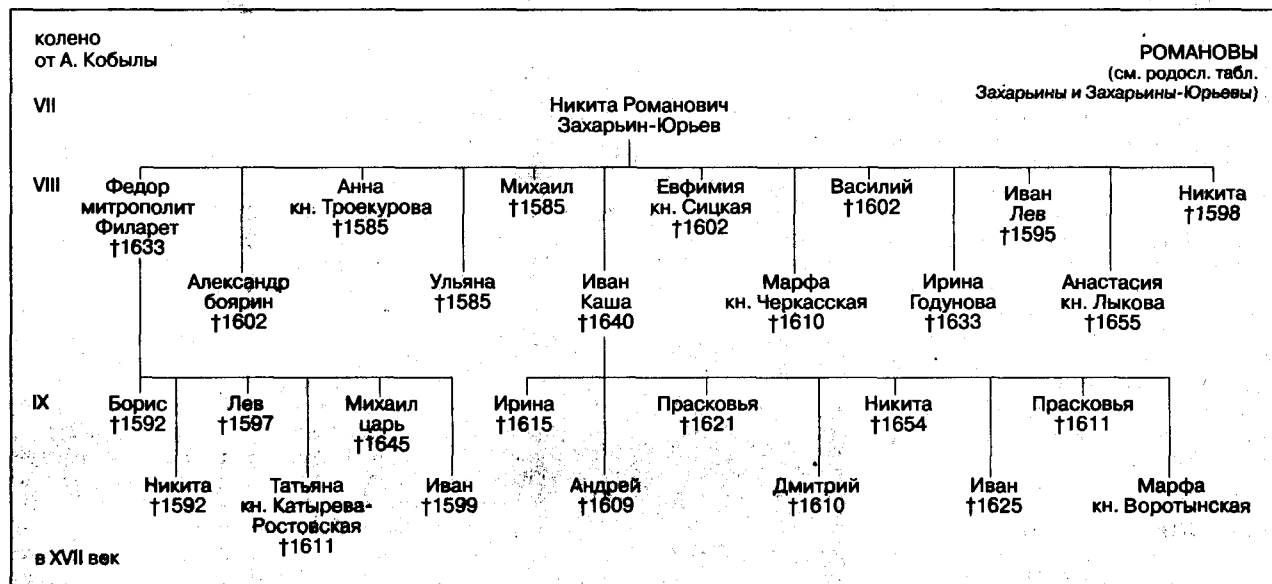 колено
от А. Кобылы
РОМАНОВЫ
(см. родосл. табл.
Захарьины и Захарьины-Юрьевы)
VII
Никита Романович
Захарьин-Юрьев
VIII
Федор
митрополит
Филарет
†1633
Анна
кн. Троекурова
†1585
Михаил
†1585
Евфимия
кн. Сицкая
†1602
Василий
†1602
Иван
Лев
†1595
Никита
†1598
Александр
боярин
†1602
Ульяна
†1585
Иван
Каша
†1640
Марфа
кн. Черкасская
†1610
Ирина
Годунова
†1633
Анастасия
кн. Лыкова
†1655
IX
Борис
†1592
Лев
†1597
Михаил
царь
†1645
Ирина
†1615
Прасковья
†1621
Никита
†1654
Прасковья
†1611
Никита
†1592
Татьяна
кн. Катырева-
Ростовская
†1611
Иван
†1599
Андрей
†1609
Дмитрий
†1610
Иван
†1625
Марфа
кн. Воротынская
в XVII век